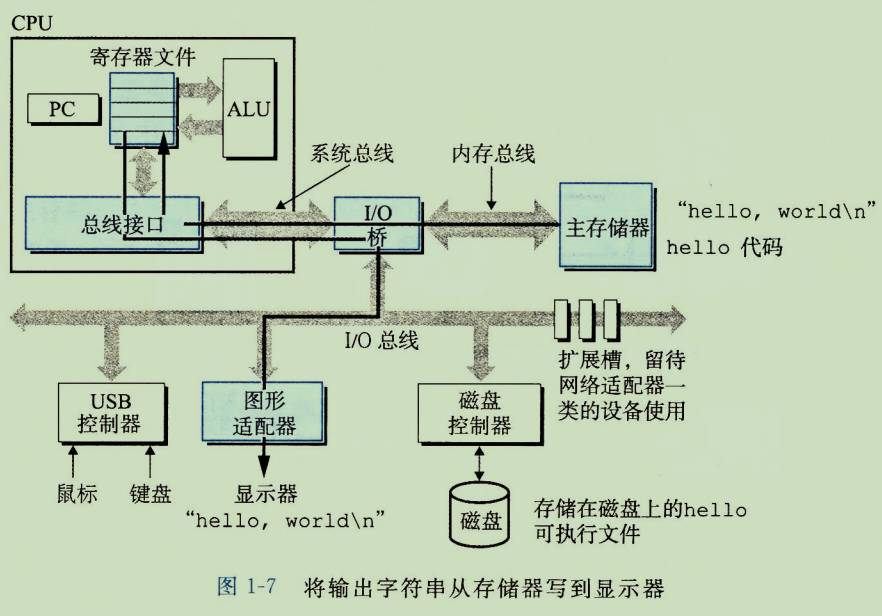 CPU
寄存器文件
PC
ALU
系统总线
内存总线
总线接口
I/O
桥
主存储器
“hello, world\n”
hello 代码
I/O 总线
扩展槽，留待
网络适配器一
类的设备使用
USB
控制器
图形
适配器
磁盘
控制器
鼠标
键盘
显示器
“hello, world\n”
磁盘
存储在磁盘上的hello
可执行文件
图 1-7 将输出字符串从存储器写到显示器